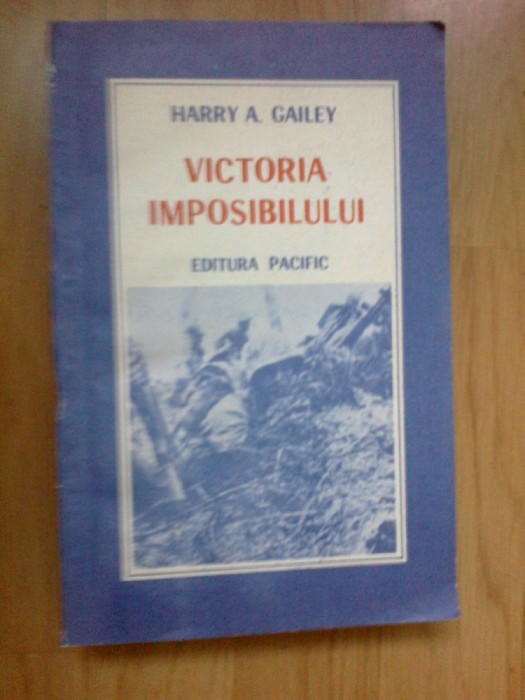 HARRY A. GAILEY
VICTORIA
IMPOSIBILULUI
EDITURA PACIFIC